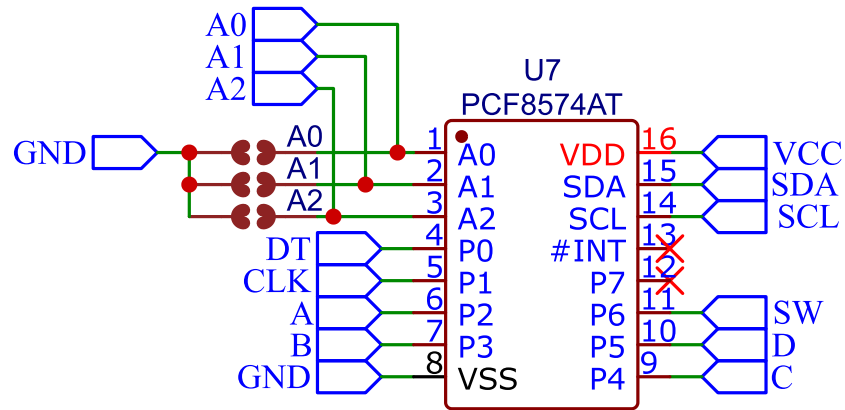 A0
A1
A2
U7
PCF8574AT
GND
A0
A1
A2
1 A0 VDD 16 VCC
2 A1 SDA 15 SDA
3 A2 SCL 14 SCL
DT 4 P0 #INT 13
CLK 5 P1 P7 12
A 6 P2 P6 11 SW
B 7 P3 P5 10 D
GND 8 VSS P4 9 C